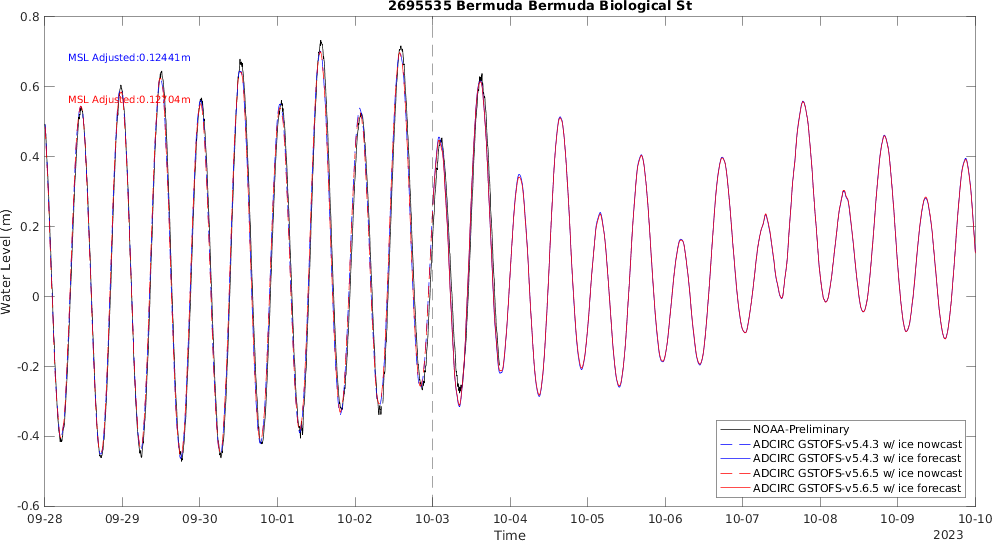 2695535 Bermuda Bermuda Biological St
0.8
0.6
0.4
0.2
0
-0.2
-0.4
-0.6
Water Level (m)
MSL Adjusted:0.12441m
MSL Adjusted:0.12704m
NOAA-Preliminary
ADCIRC GSTOFS-v5.4.3 w/ ice nowcast
ADCIRC GSTOFS-v5.4.3 w/ ice forecast
ADCIRC GSTOFS-v5.6.5 w/ ice nowcast
ADCIRC GSTOFS-v5.6.5 w/ ice forecast
09-28 09-29 09-30 10-01 10-02 10-03 10-04 10-05 10-06 10-07 10-08 10-09 10-10
Time
2023